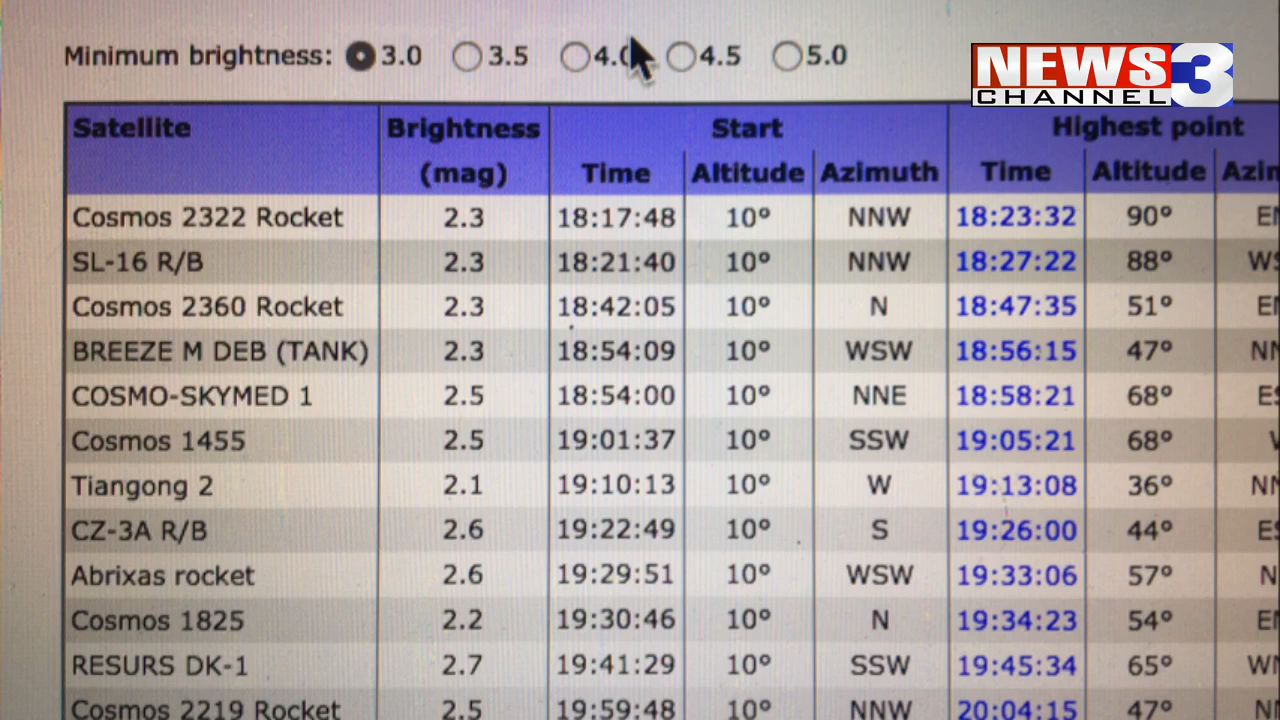 Minimum brightness: 3.0 3.5 4.0 4.5 5.0
NEWS 3
CHANNEL
Satellite Brightness Start Highest point
(mag) Time Altitude Azimuth Time Altitude
Cosmos 2322 Rocket 2.3 18:17:48 10° NNW 18:23:32 90°
SL-16 R/B 2.3 18:21:40 10° NNW 18:27:22 88°
Cosmos 2360 Rocket 2.3 18:42:05 10° N 18:47:35 51°
BREEZE M DEB (TANK) 2.3 18:54:09 10° WSW 18:56:15 47°
COSMO-SKYMED 1 2.5 18:54:00 10° NNE 18:58:21 68°
Cosmos 1455 2.5 19:01:37 10° SSW 19:05:21 68°
Tiangong 2 2.1 19:10:13 10° W 19:13:08 36°
CZ-3A R/B 2.6 19:22:49 10° S 19:26:00 44°
Abrixas rocket 2.6 19:29:51 10° WSW 19:33:06 57°
Cosmos 1825 2.2 19:30:46 10° N 19:34:23 54°
RESURS DK-1 2.7 19:41:29 10° SSW 19:45:34 65°
Cosmos 2219 Rocket 2.5 19:59:48 10° NNW 20:04:15 47°